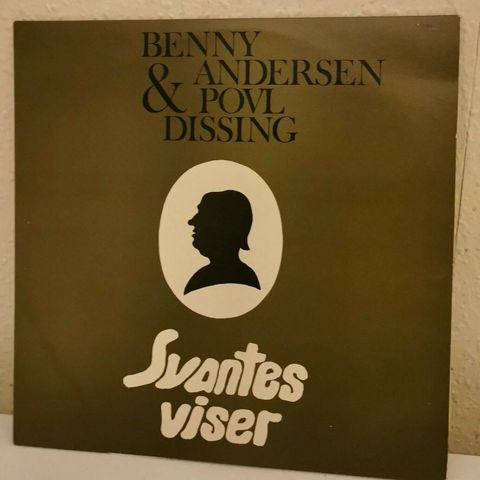 BENNY
ANDERSEN
& POVL
DISSING
Svantes
viser